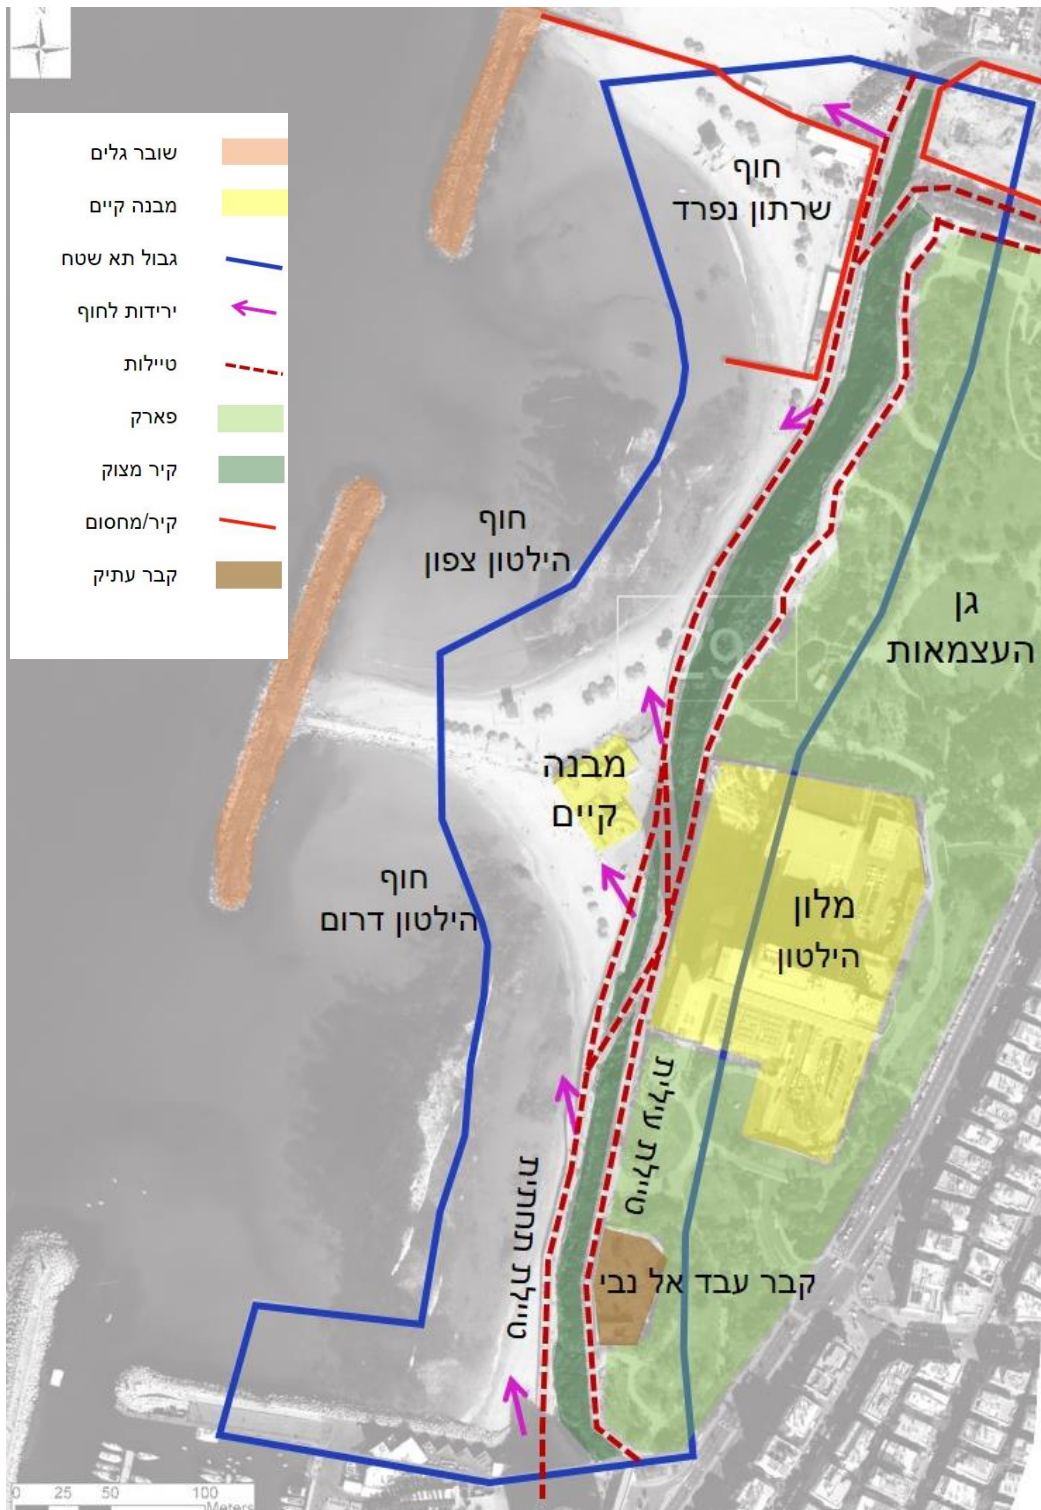 שובר גלים
מבנה קיים
גבול תא שטח
ירידות לחוף
טיילות
פארק
קיר מצוק
קיר/מחסום
קבר עתיק
חוף
שרתון נפרד
חוף
הילטון צפון
גן
העצמאות
29
מבנה
קיים
חוף
הילטון דרום
מלון
הילטון
טיילת עילית
טיילת תחתית
קבר עבד אל נבי
0 25 50 100
Meters